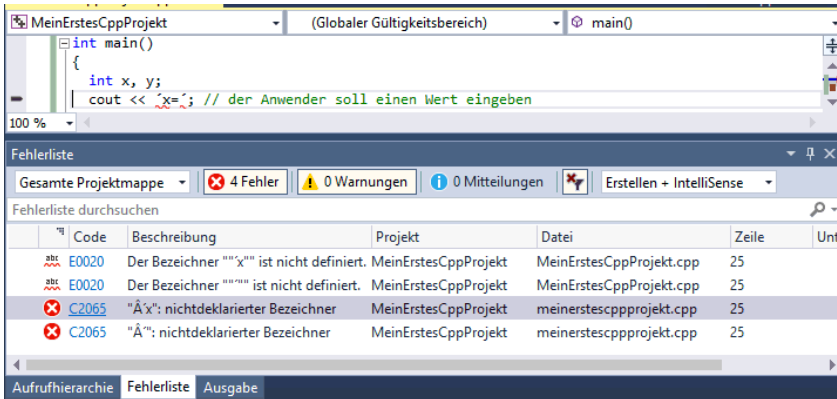 MeinErstesCppProjekt (Globaler Gültigkeitsbereich) main()
int main()
{
int x, y;
cout << ´x=´; // der Anwender soll einen Wert eingeben
100 %
Fehlerliste
Gesamte Projektmappe 4 Fehler 0 Warnungen 0 Mitteilungen Erstellen + IntelliSense
Fehlerliste durchsuchen
Code Beschreibung Projekt Datei Zeile Unt
abc E0020 Der Bezeichner ""´x"" ist nicht definiert. MeinErstesCppProjekt MeinErstesCppProjekt.cpp 25
abc E0020 Der Bezeichner ""´"" ist nicht definiert. MeinErstesCppProjekt MeinErstesCppProjekt.cpp 25
C2065 "Â´x": nichtdeklarierter Bezeichner MeinErstesCppProjekt meinerstescppprojekt.cpp 25
C2065 "Â´": nichtdeklarierter Bezeichner MeinErstesCppProjekt meinerstescppprojekt.cpp 25
Aufrufhierarchie Fehlerliste Ausgabe